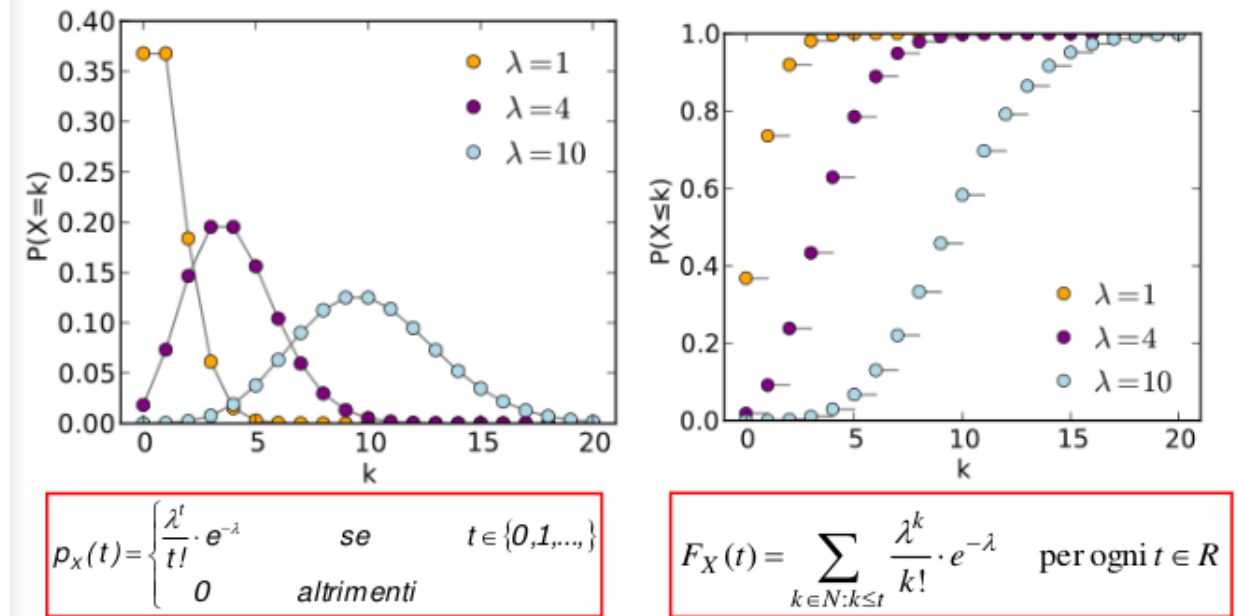 0.40
0.35
0.30
0.25
0.20
0.15
0.10
0.05
0.00
P(X=k)
λ=1
λ=4
λ=10
0 5 10 15 20
k
1.0
0.8
0.6
0.4
0.2
0.0
P(X≤k)
λ=1
λ=4
λ=10
0 5 10 15 20
k
p_X(t) = { λ^t/t! · e^{-λ} se t ∈ {0,1,...,}
0 altrimenti
F_X(t) = ∑_{k∈N:k≤t} λ^k/k! · e^{-λ} per ogni t ∈ R